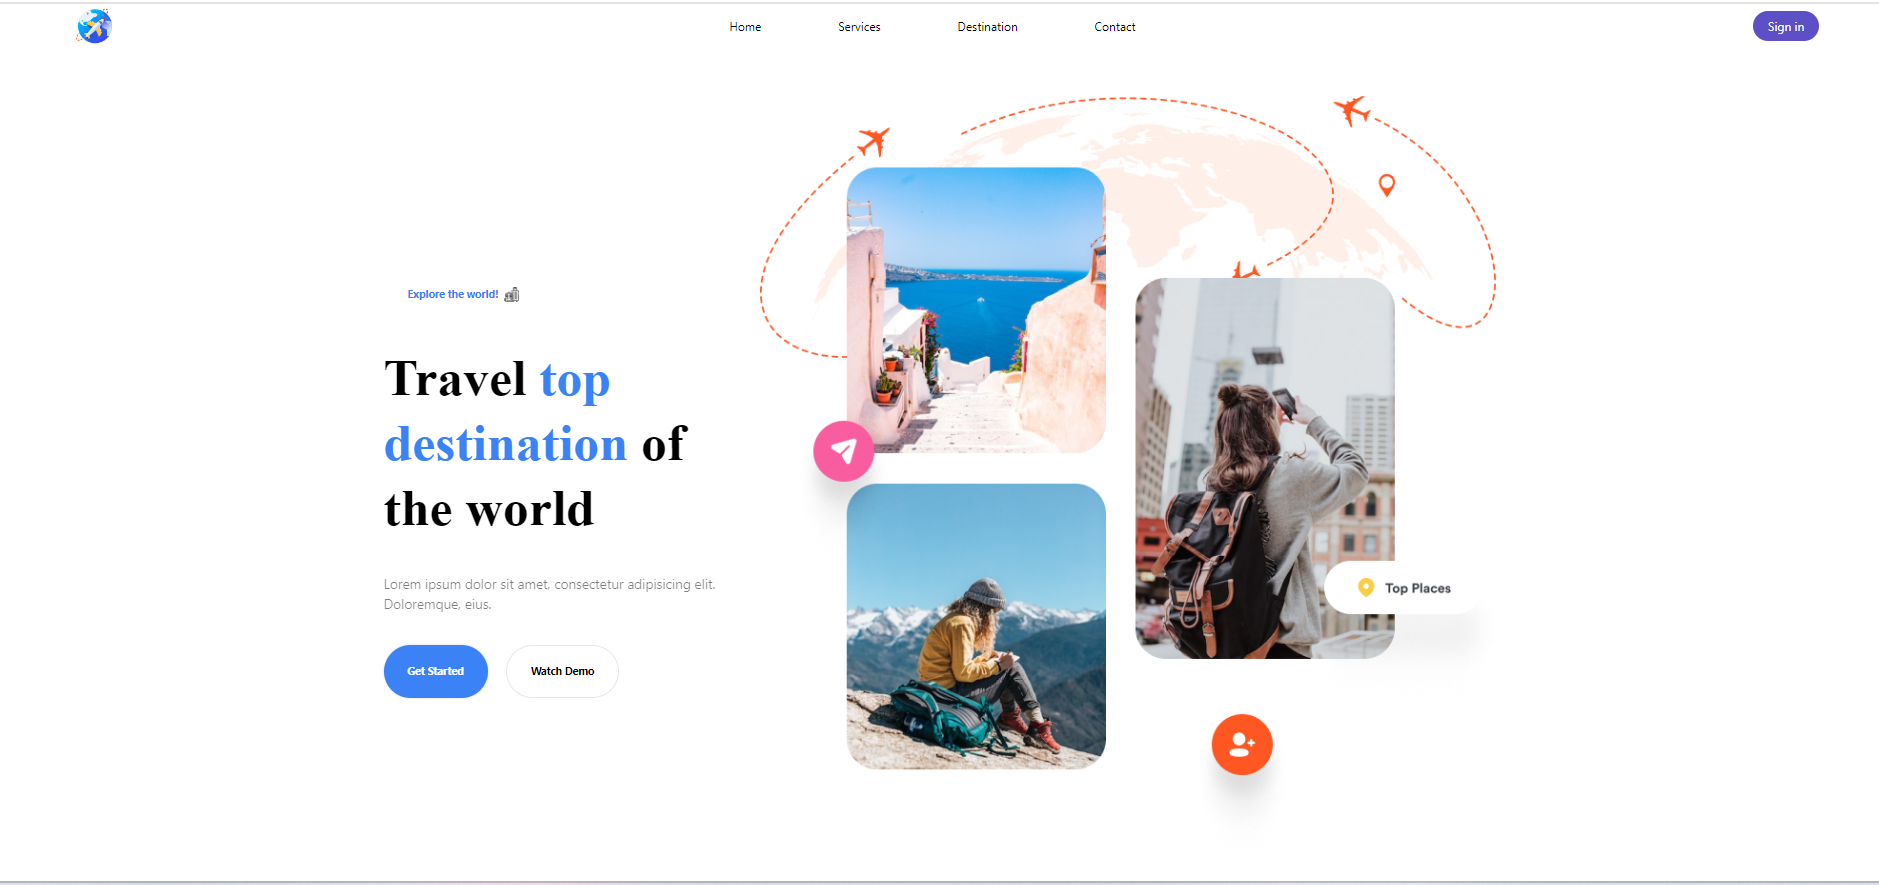 Home
Services
Destination
Contact
Sign in
Explore the world!
Travel top
destination of
the world
Lorem ipsum dolor sit amet, consectetur adipisicing elit.
Doloremque, eius.
Get Started
Watch Demo
Top Places